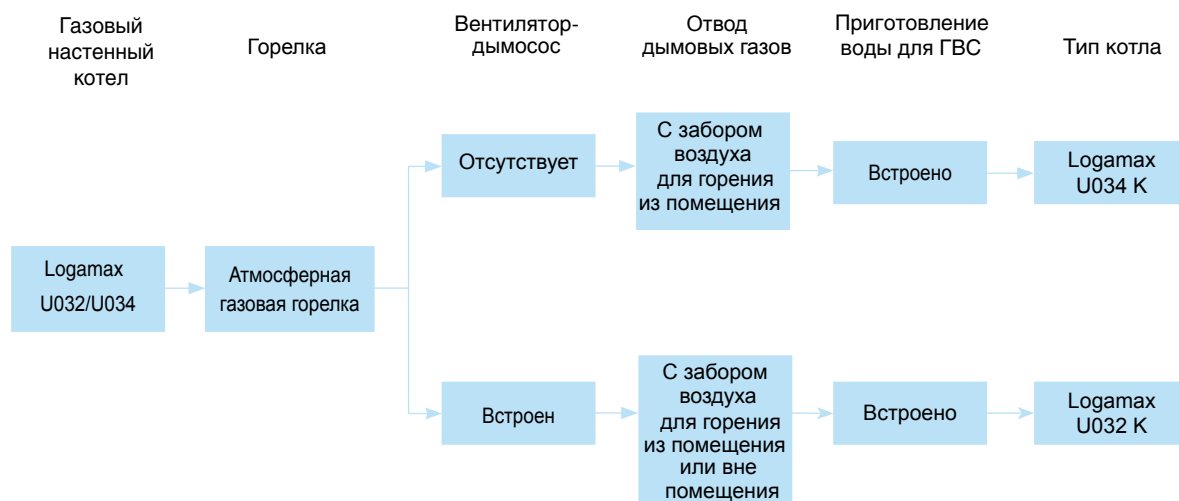 Газовый
настенный
котел
Горелка
Вентилятор-
дымосос
Отвод
дымовых газов
Приготовление
воды для ГВС
Тип котла
Logamax
U032/U034
Атмосферная
газовая горелка
Отсутствует
С забором
воздуха
для горения
из помещения
Встроено
Logamax
U034 K
Встроен
С забором
воздуха
для горения
из помещения
или вне
помещения
Встроено
Logamax
U032 K